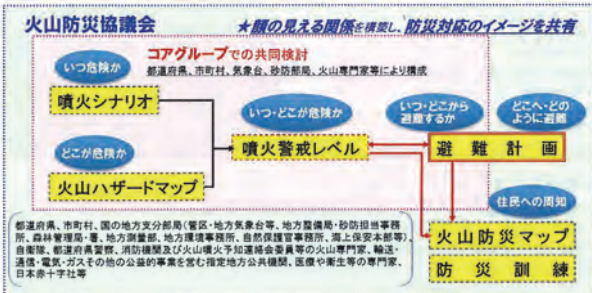 火山防災協議会
★顔の見える関係を構築し、防災対応のイメージを共有
コアグループでの共同検討
都道府県、市町村、気象台、砂防部局、火山専門家等により構成
いつ危険か
噴火シナリオ
どこが危険か
火山ハザードマップ
いつ・どこが危険か
噴火警戒レベル
いつ・どこから
避難するか
どこへ・どの
ように避難
避難計画
住民への周知
火山防災マップ
防災訓練
都道府県、市町村、国の地方支分部局(管区・地方気象台等、地方整備局・砂防担当事務
所、森林管理局・署、地方測量部、地方環境事務所、自然保護官事務所、海上保安本部等)、
自衛隊、都道府県警察、消防機関及び火山噴火予知連絡会委員等の火山専門家、輸送・
通信・電気・ガスその他の公益的事業を営む指定地方公共機関、医療や衛生等の専門家、
日本赤十字社等